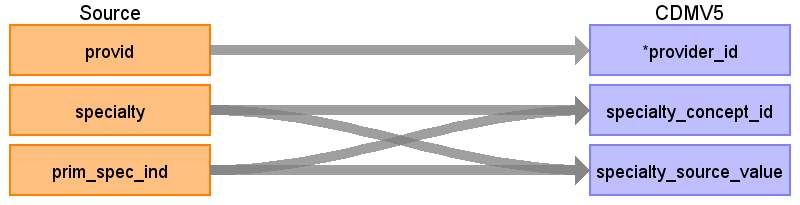 Source
CDMV5
provid
*provider_id
specialty
specialty_concept_id
prim_spec_ind
specialty_source_value